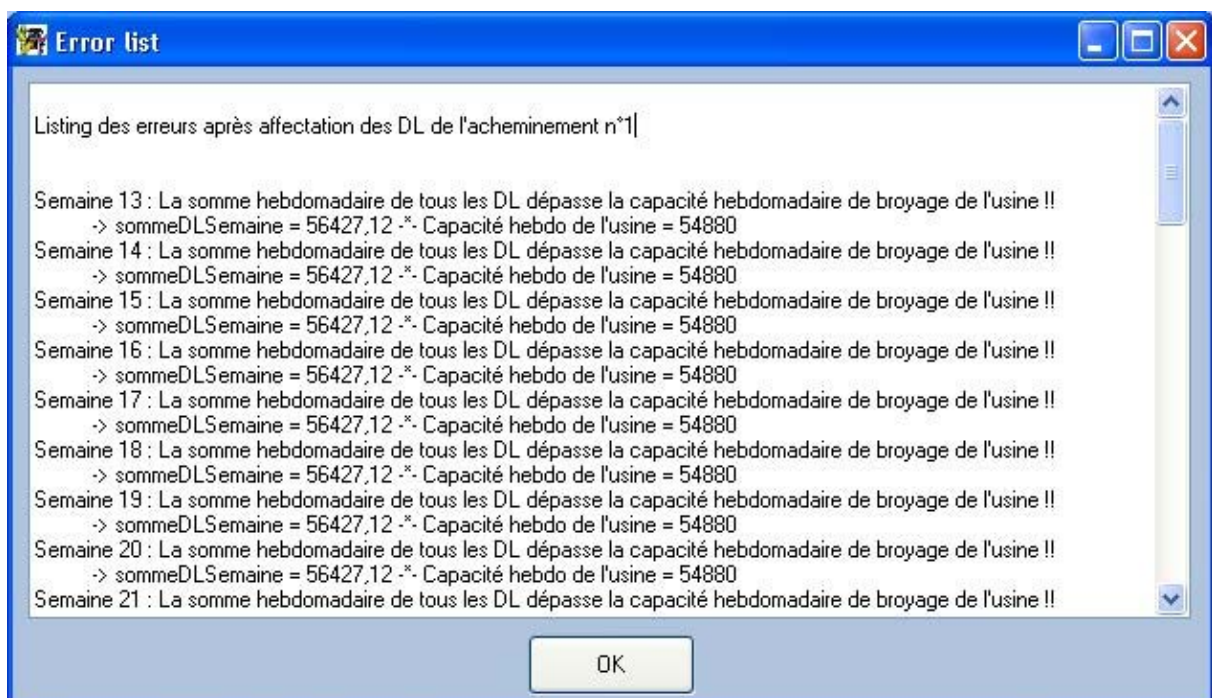 Error list
Listing des erreurs après affectation des DL de l'acheminement n°1
Semaine 13 : La somme hebdomadaire de tous les DL dépasse la capacité hebdomadaire de broyage de l'usine !!
-> sommeDLSemaine = 56427,12 -*- Capacité hebdo de l'usine = 54880
Semaine 14 : La somme hebdomadaire de tous les DL dépasse la capacité hebdomadaire de broyage de l'usine !!
-> sommeDLSemaine = 56427,12 -*- Capacité hebdo de l'usine = 54880
Semaine 15 : La somme hebdomadaire de tous les DL dépasse la capacité hebdomadaire de broyage de l'usine !!
-> sommeDLSemaine = 56427,12 -*- Capacité hebdo de l'usine = 54880
Semaine 16 : La somme hebdomadaire de tous les DL dépasse la capacité hebdomadaire de broyage de l'usine !!
-> sommeDLSemaine = 56427,12 -*- Capacité hebdo de l'usine = 54880
Semaine 17 : La somme hebdomadaire de tous les DL dépasse la capacité hebdomadaire de broyage de l'usine !!
-> sommeDLSemaine = 56427,12 -*- Capacité hebdo de l'usine = 54880
Semaine 18 : La somme hebdomadaire de tous les DL dépasse la capacité hebdomadaire de broyage de l'usine !!
-> sommeDLSemaine = 56427,12 -*- Capacité hebdo de l'usine = 54880
Semaine 19 : La somme hebdomadaire de tous les DL dépasse la capacité hebdomadaire de broyage de l'usine !!
-> sommeDLSemaine = 56427,12 -*- Capacité hebdo de l'usine = 54880
Semaine 20 : La somme hebdomadaire de tous les DL dépasse la capacité hebdomadaire de broyage de l'usine !!
-> sommeDLSemaine = 56427,12 -*- Capacité hebdo de l'usine = 54880
Semaine 21 : La somme hebdomadaire de tous les DL dépasse la capacité hebdomadaire de broyage de l'usine !!
OK